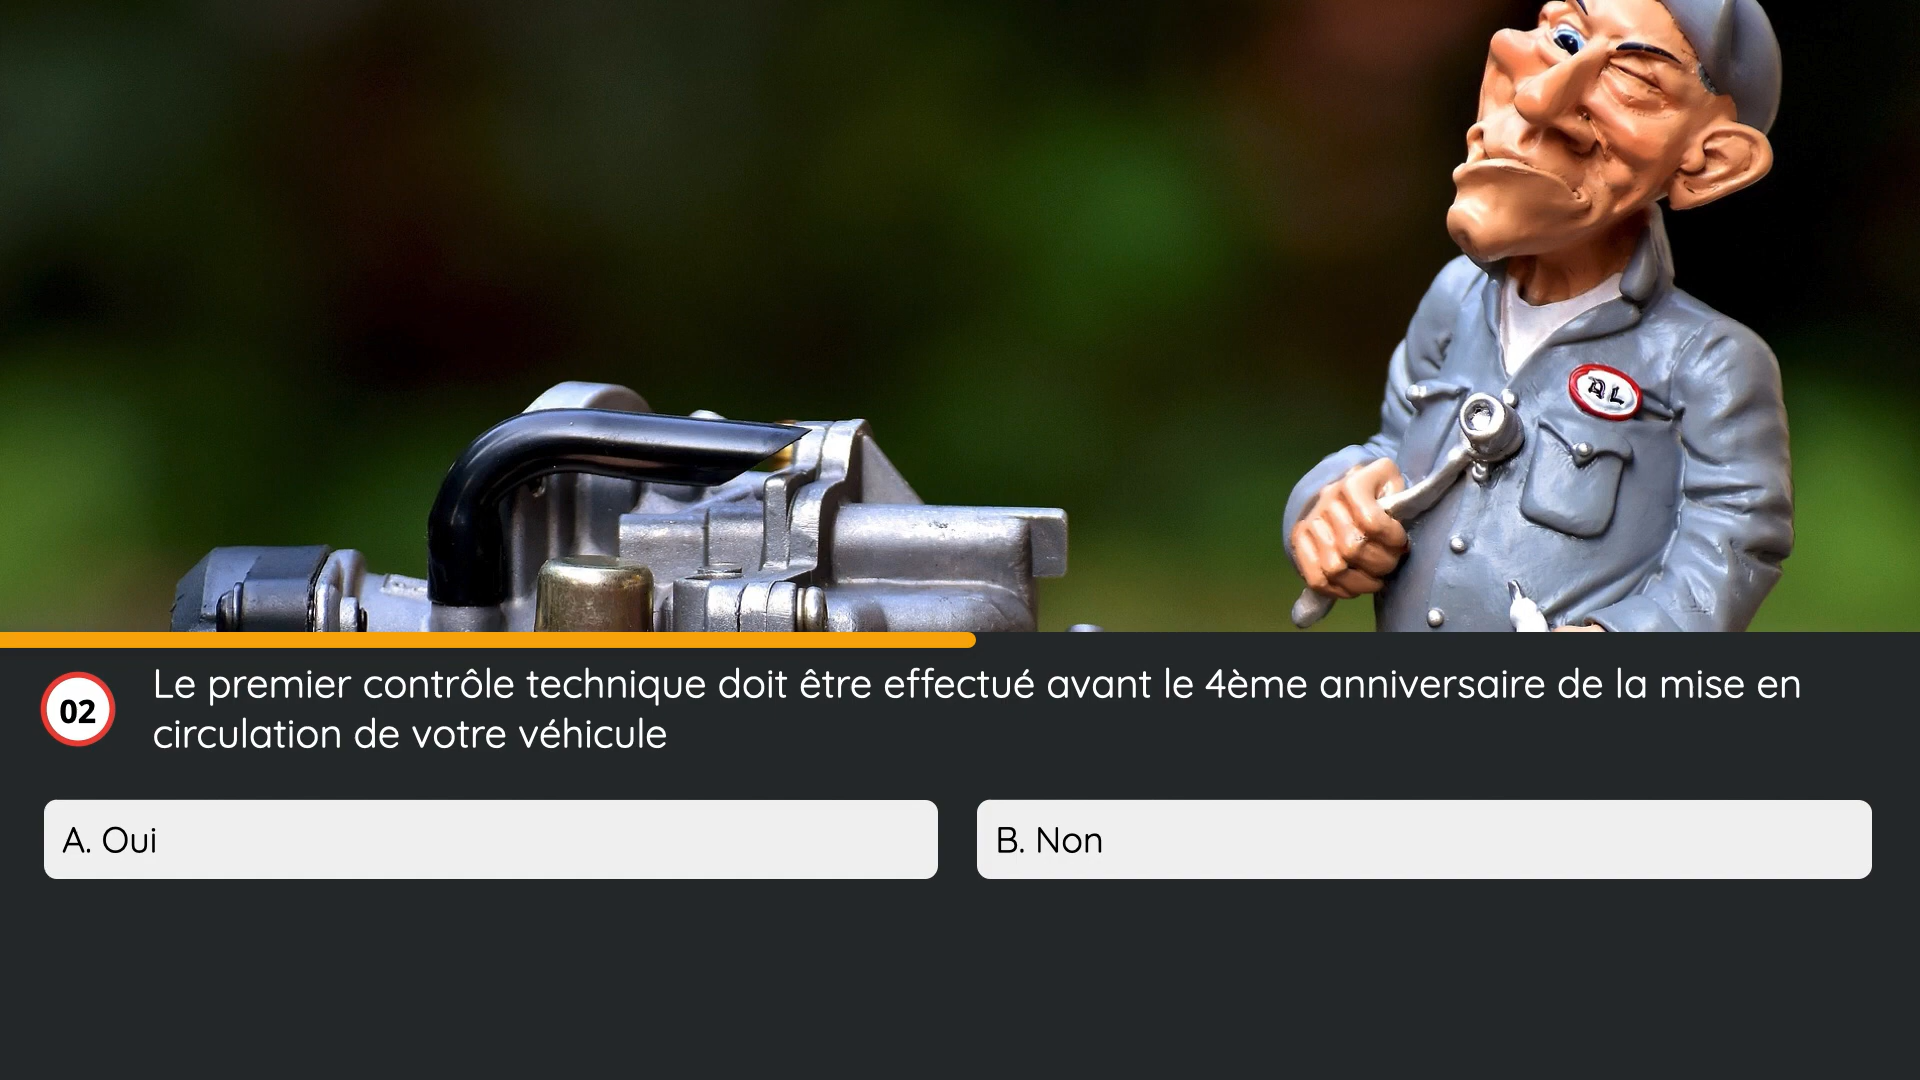 AL
02
Le premier contrôle technique doit être effectué avant le 4ème anniversaire de la mise en
circulation de votre véhicule
A. Oui
B. Non